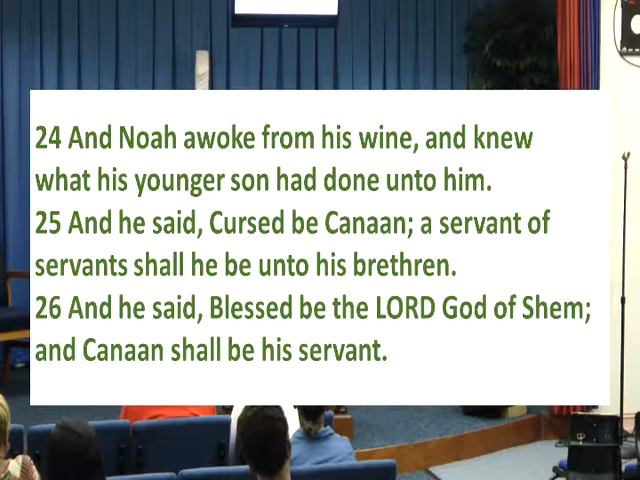 24 And Noah awoke from his wine, and knew
what his younger son had done unto him.
25 And he said, Cursed be Canaan; a servant of
servants shall he be unto his brethren.
26 And he said, Blessed be the LORD God of Shem;
and Canaan shall be his servant.